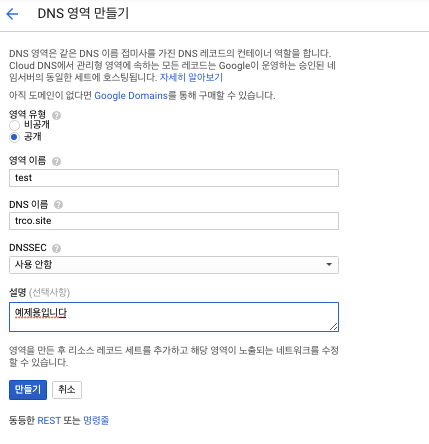 DNS 영역 만들기
DNS 영역은 같은 DNS 이름 접미사를 가진 DNS 레코드의 컨테이너 역할을 합니다.
Cloud DNS에서 관리형 영역에 속하는 모든 레코드는 Google이 운영하는 승인된 네
임서버의 동일한 세트에 호스팅됩니다. 자세히 알아보기
아직 도메인이 없다면 Google Domains를 통해 구매할 수 있습니다.
영역 유형
비공개
공개
영역 이름
test
DNS 이름
trco.site
DNSSEC
사용 안함
설명 (선택사항)
예제용입니다
영역을 만든 후 리소스 레코드 세트를 추가하고 해당 영역이 노출되는 네트워크를 수정
할 수 있습니다.
만들기 취소
동등한 REST 또는 명령줄